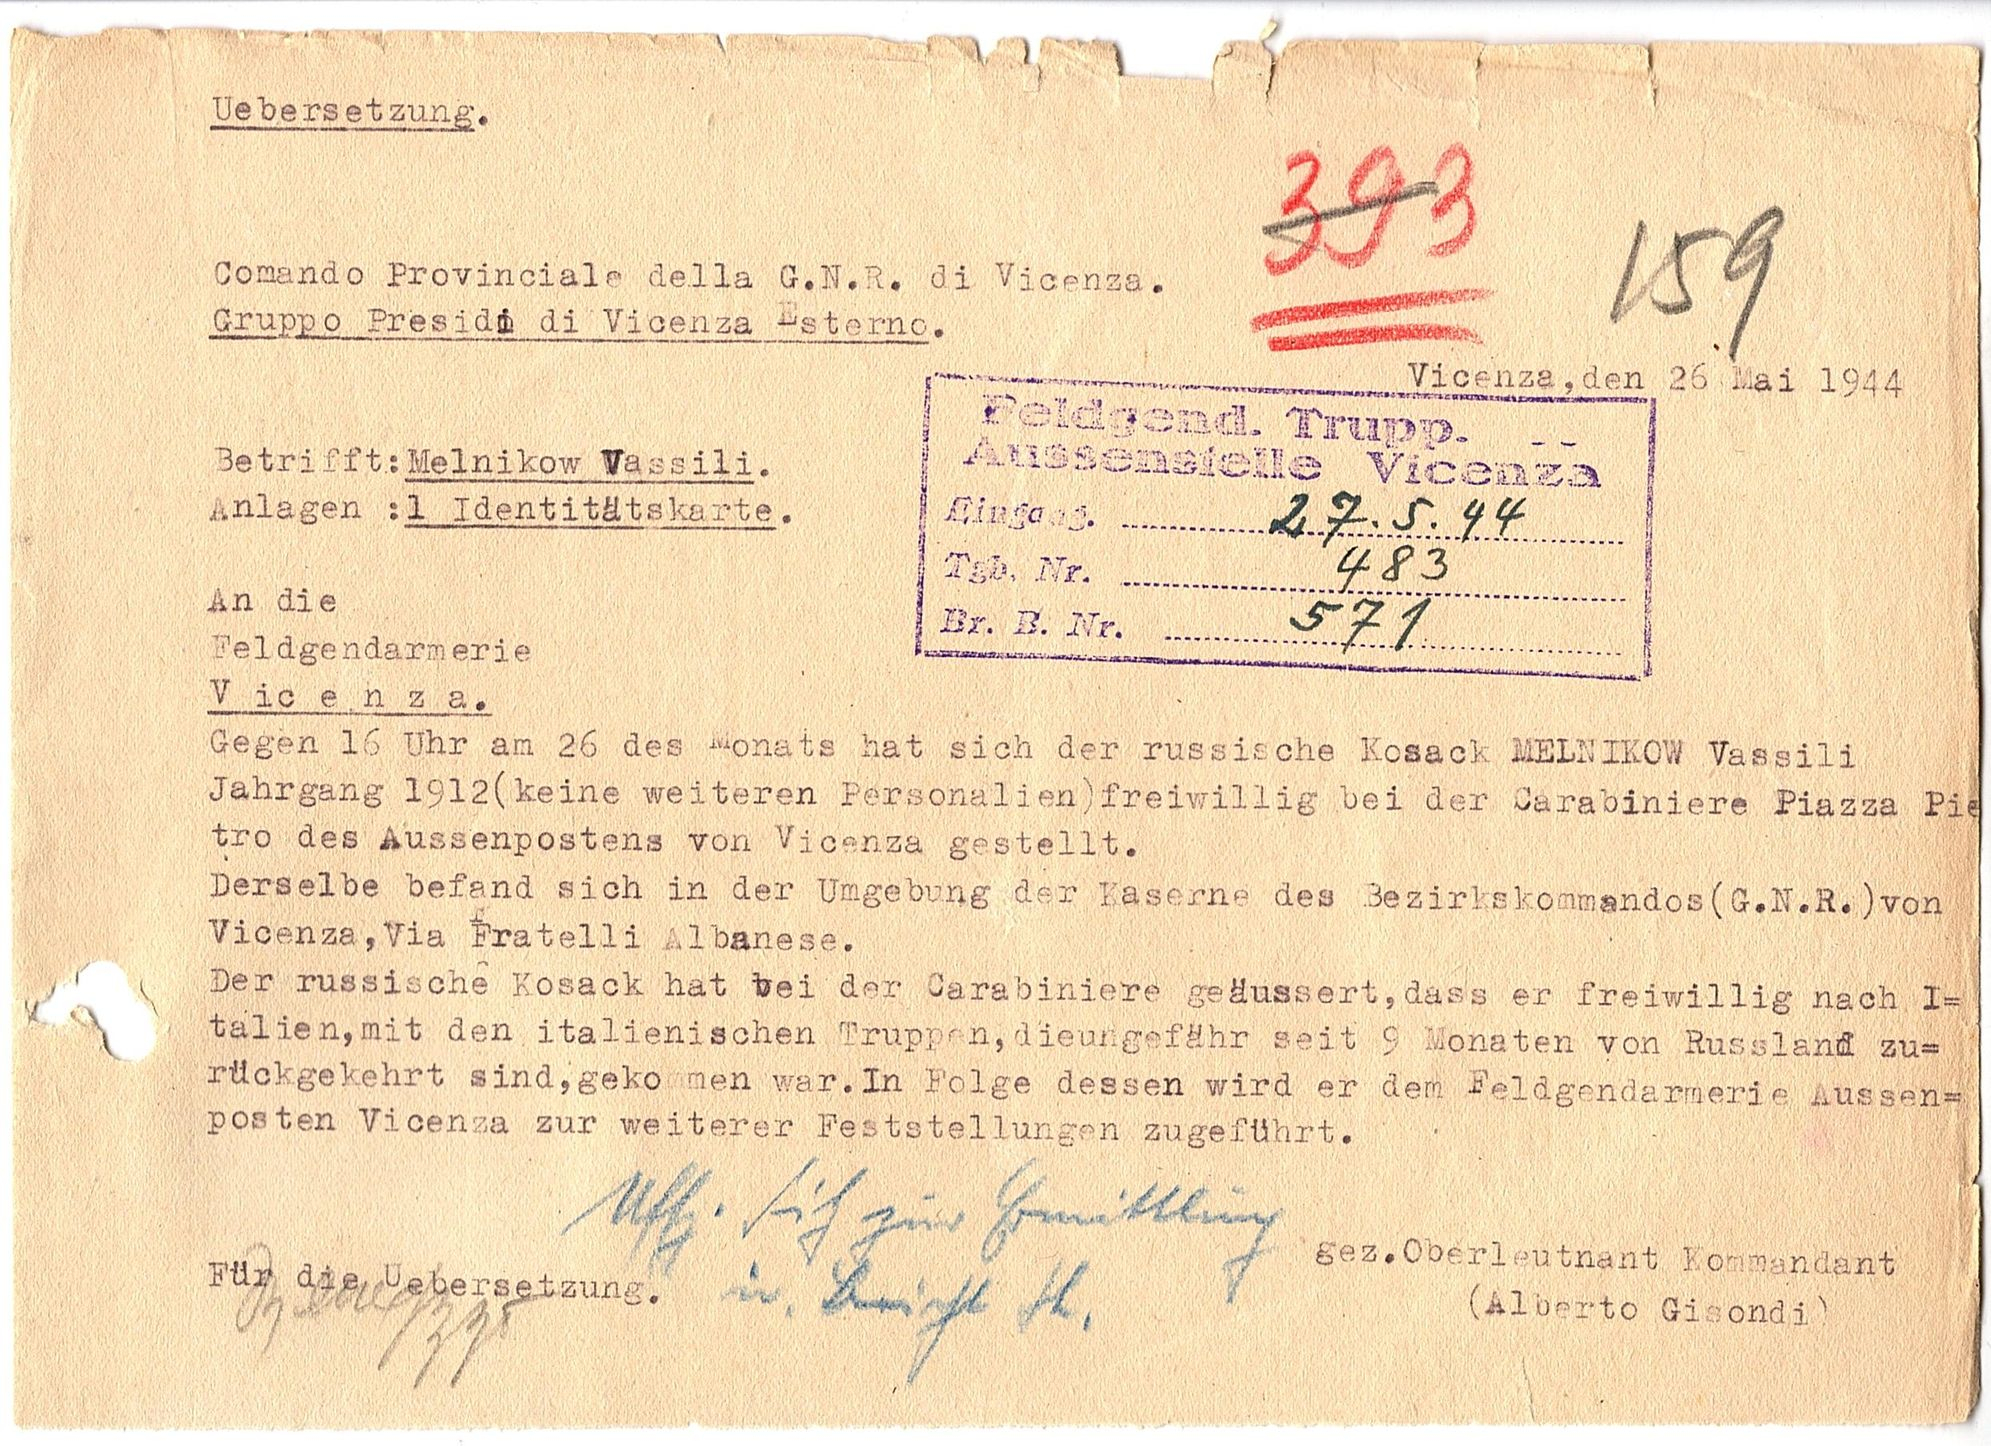 Uebersetzung.
393
159
Comando Provinciale della G.N.R. di Vicenza.
Gruppo Presidi di Vicenza Esterno.
Vicenza,den 26 Mai 1944
Feldgend. Trupp. --
Aussenstelle Vicenza
Eingang. 27.5.44
Tgb. Nr. 483
Br. B. Nr. 571
Betrifft:Melnikow Vassili.
Anlagen :1 Identitätskarte.
An die
Feldgendarmerie
V ic e n z a.
Gegen 16 Uhr am 26 des Monats hat sich der russische Kosack MELNIKOW Vassili
Jahrgang 1912(keine weiteren Personalien)freiwillig bei der Carabiniere Piazza Pie
tro des Aussenpostens von Vicenza gestellt.
Derselbe befand sich in der Umgebung der Kaserne des Bezirkskommandos(G.N.R.)von
Vicenza,Via Fratelli Albanese.
Der russische Kosack hat bei der Carabiniere geäussert,dass er freiwillig nach I=
talien,mit den italienischen Truppen,dieungefähr seit 9 Monaten von Russland zu=
rückgekehrt sind,gekommen war.In Folge dessen wird er dem Feldgendarmerie Aussen=
posten Vicenza zur weiterer Feststellungen zugeführt.
Uffz. zur Ermittlung
u. Bericht
gez.Oberleutnant Kommandant
(Alberto Gisondi)
Für die Uebersetzung.